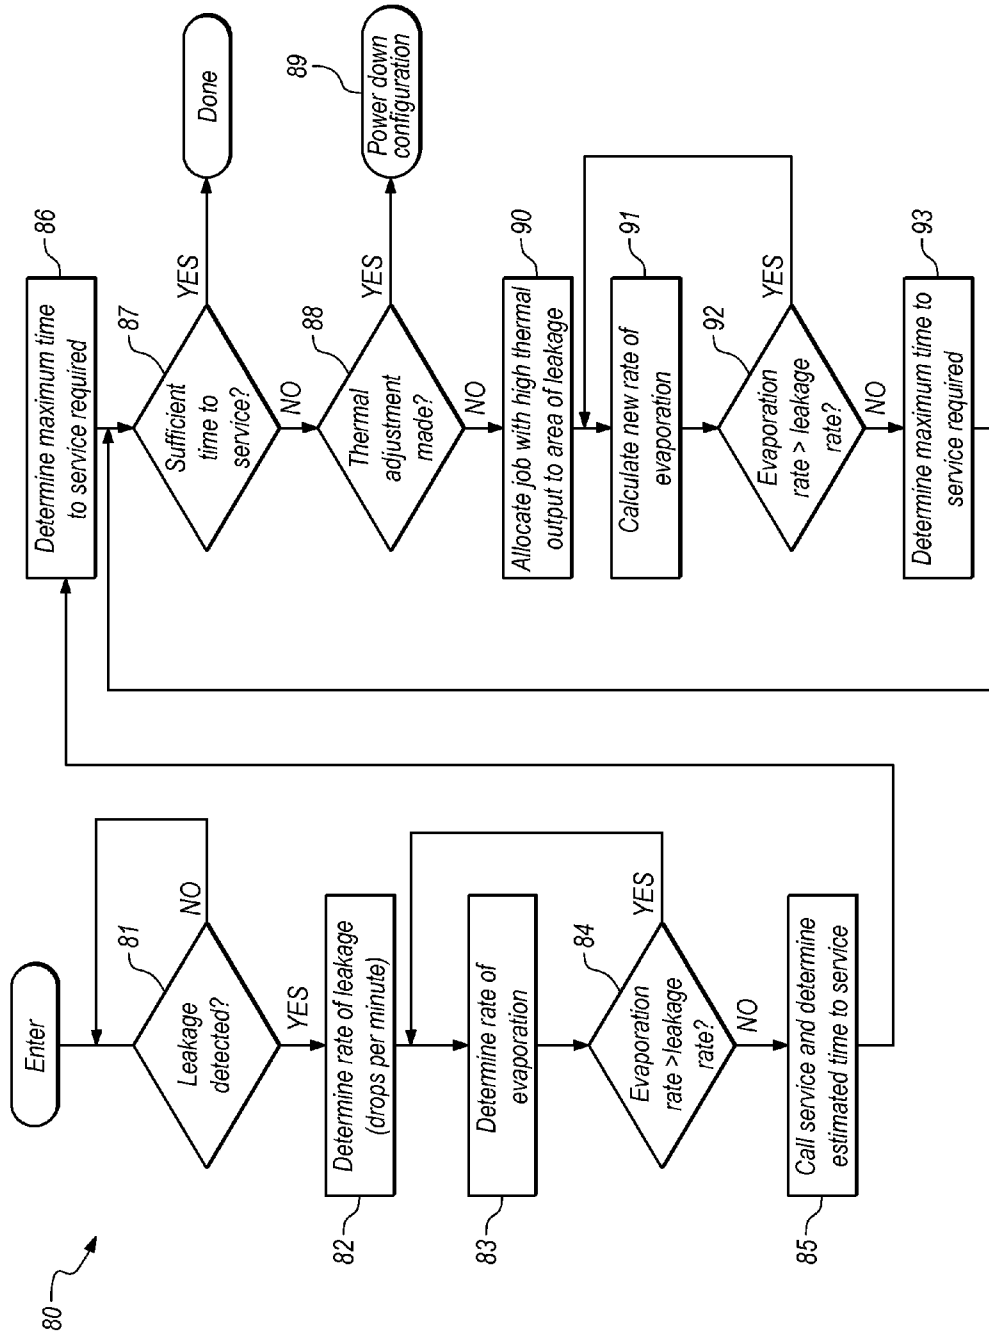 80
Enter
81
Leakage
detected?
NO
YES
82
Determine rate of leakage
(drops per minute)
83
Determine rate of
evaporation
84
Evaporation
rate >leakage
rate?
YES
NO
85
Call service and determine
estimated time to service
86
Determine maximum time
to service required
87
Sufficient
time to
service?
YES
Done
NO
88
Thermal
adjustment
made?
YES
89
Power down
configuration
NO
90
Allocate job with high thermal
output to area of leakage
91
Calculate new rate of
evaporation
92
Evaporation
rate > leakage
rate?
YES
NO
93
Determine maximum time to
service required